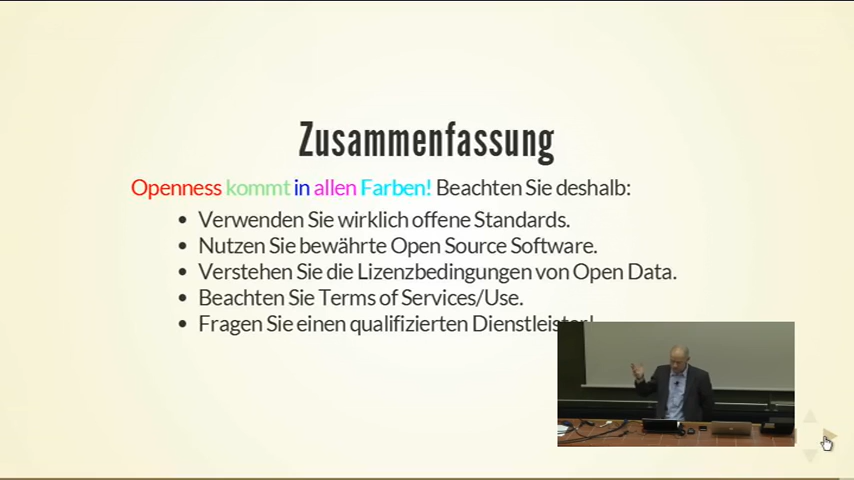 Zusammenfassung
Openness kommt in allen Farben! Beachten Sie deshalb:
• Verwenden Sie wirklich offene Standards.
• Nutzen Sie bewährte Open Source Software.
• Verstehen Sie die Lizenzbedingungen von Open Data.
• Beachten Sie Terms of Services/Use.
• Fragen Sie einen qualifizierten Dienstleister!